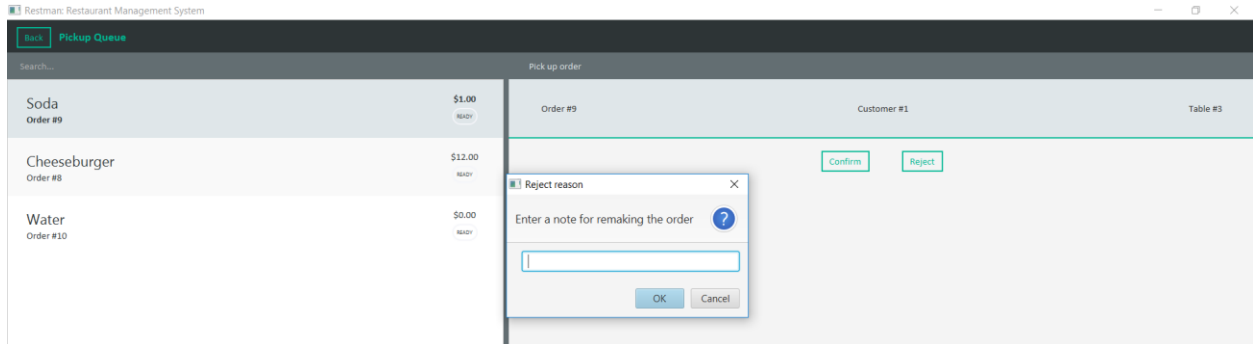 Restman: Restaurant Management System
Back Pickup Queue
Search...
Pick up order
Soda
$1.00
Order #9
READY
Order #9
Customer #1
Table #3
Cheeseburger
$12.00
Order #8
READY
Confirm
Reject
Water
$0.00
Order #10
READY
Reject reason
Enter a note for remaking the order
?
OK
Cancel